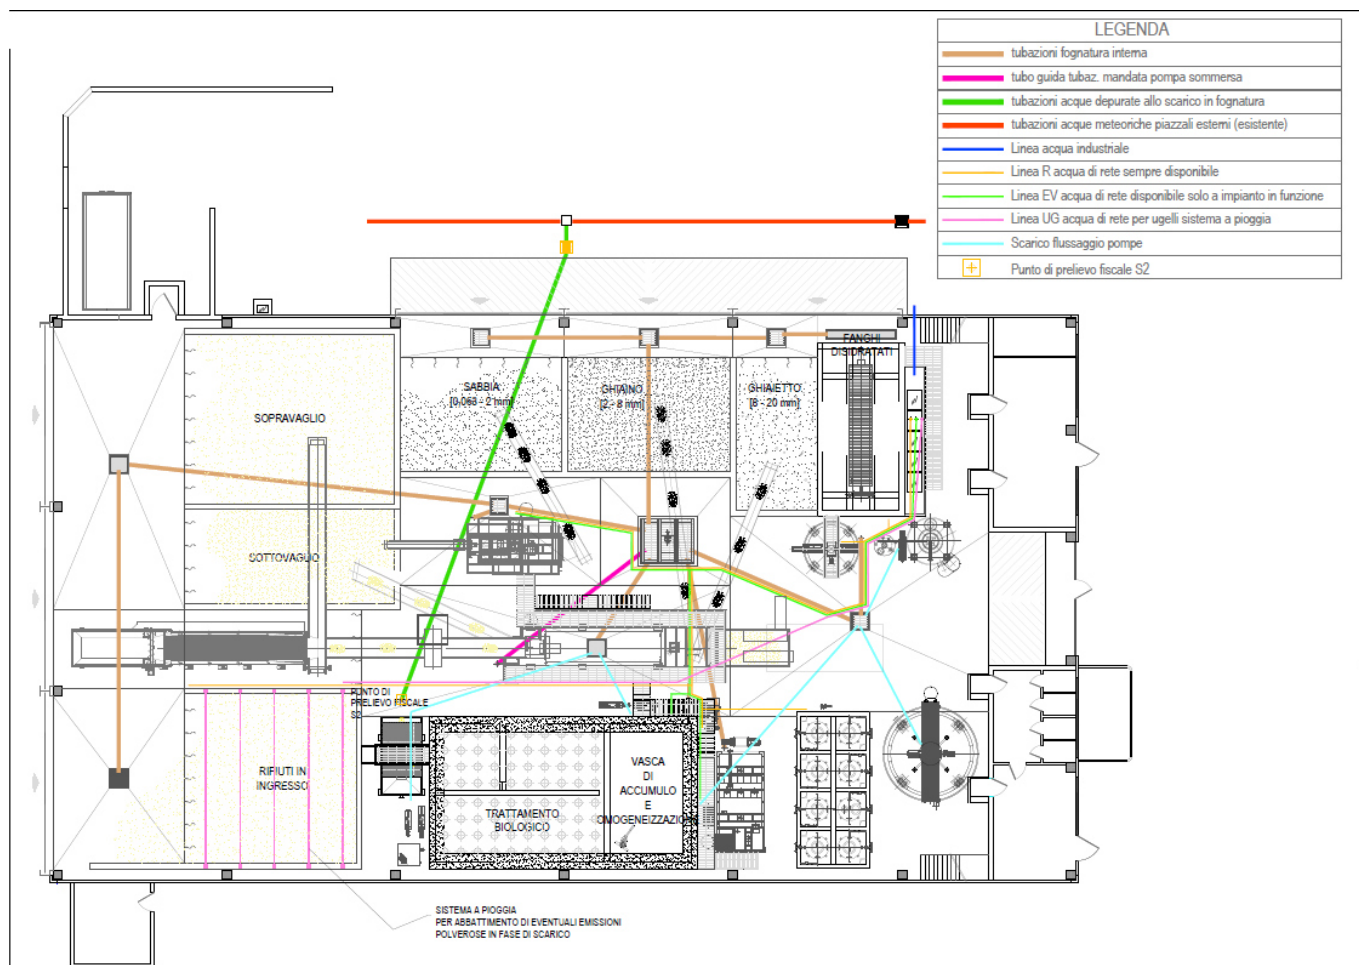 LEGENDA
tubazioni fognatura interna
tubo guida tubaz. mandata pompa sommersa
tubazioni acque depurate allo scarico in fognatura
tubazioni acque meteoriche piazzali esterni (esistente)
Linea acqua industriale
Linea R acqua di rete sempre disponibile
Linea EV acqua di rete disponibile solo a impianto in funzione
Linea UG acqua di rete per ugelli sistema a pioggia
Scarico flussaggio pompe
Punto di prelievo fiscale S2
FANGHI
DISIDRATATI
SABBIA
[0,063 - 2 mm]
GHIAINO
[2 - 8 mm]
GHIAIETTO
[8 - 20 mm]
SOPRAVAGLIO
SOTTOVAGLIO
PUNTO DI
PRELIEVO FISCALE
S2
RIFIUTI IN
INGRESSO
VASCA
DI
ACCUMULO
E
OMOGENEIZZAZIONE
TRATTAMENTO
BIOLOGICO
SISTEMA A PIOGGIA
PER ABBATTIMENTO DI EVENTUALI EMISSIONI
POLVEROSE IN FASE DI SCARICO